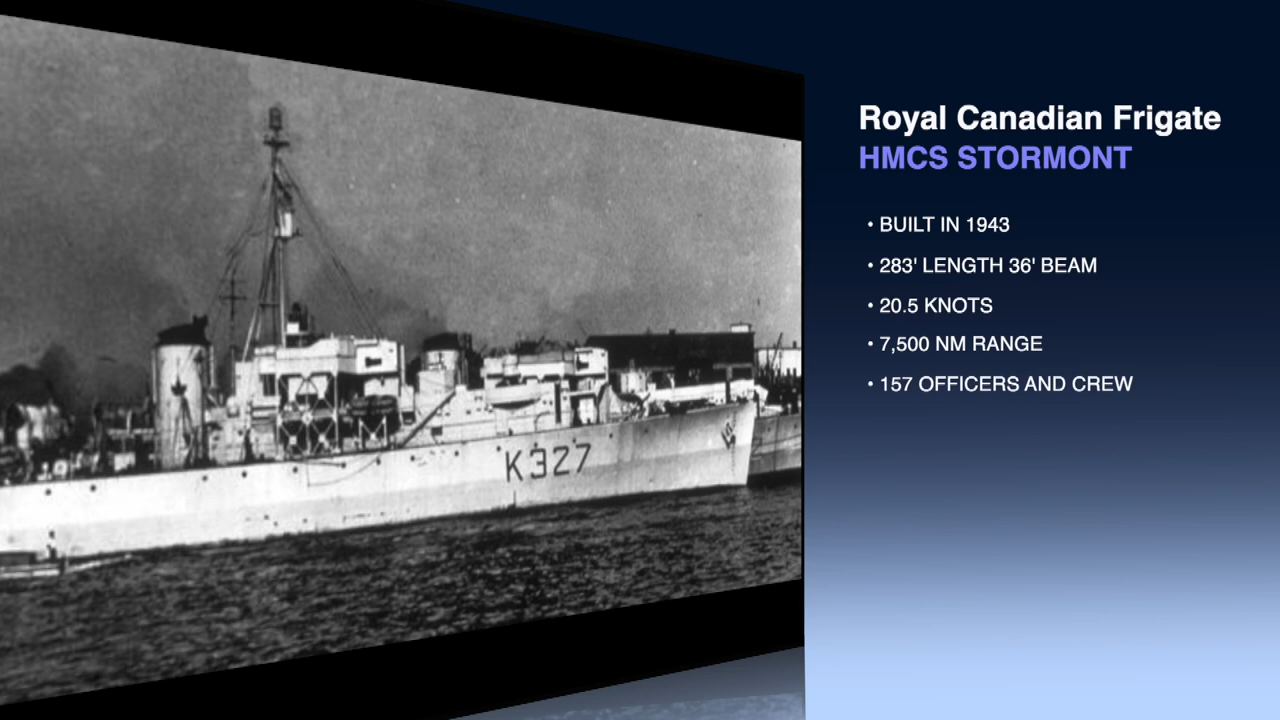 Royal Canadian Frigate
HMCS STORMONT
• BUILT IN 1943
• 283' LENGTH 36' BEAM
• 20.5 KNOTS
• 7,500 NM RANGE
• 157 OFFICERS AND CREW
K327